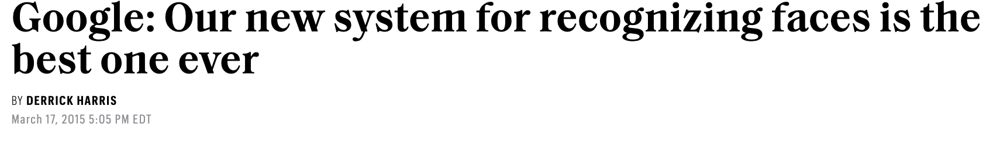 Google: Our new system for recognizing faces is the
best one ever
BY DERRICK HARRIS
March 17, 2015 5:05 PM EDT